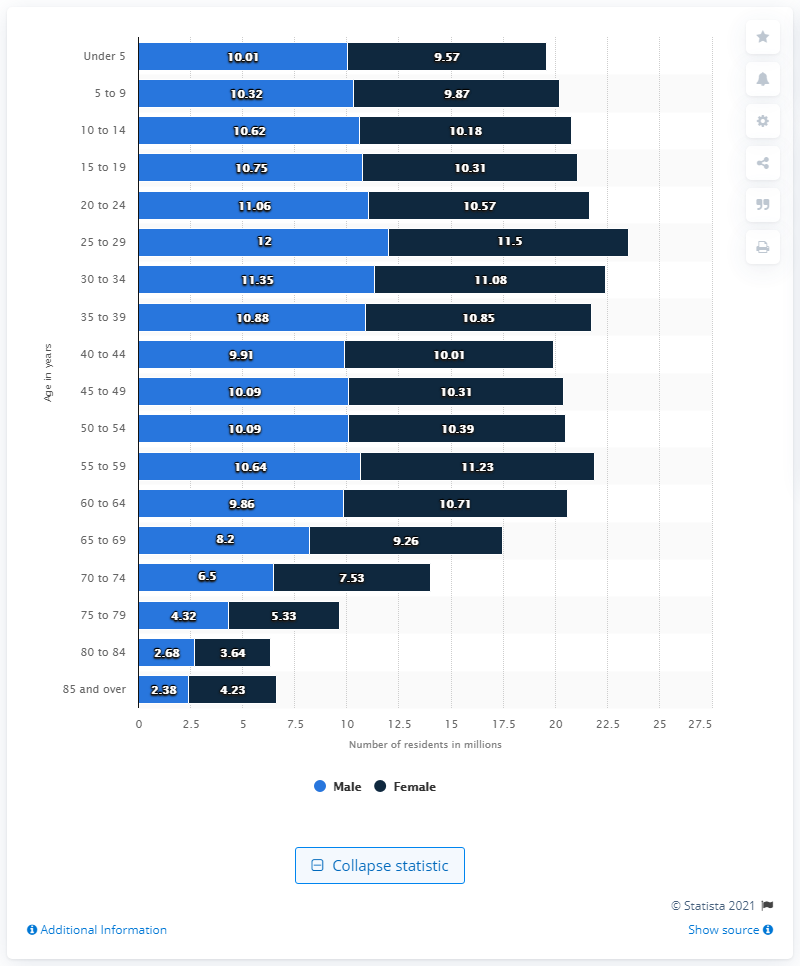 Under 5 10.01 9.57
5 to 9 10.32 9.87
10 to 14 10.62 10.18
15 to 19 10.75 10.31
20 to 24 11.06 10.57
25 to 29 12 11.5
30 to 34 11.35 11.08
35 to 39 10.88 10.85
40 to 44 9.91 10.01
45 to 49 10.09 10.31
50 to 54 10.09 10.39
55 to 59 10.64 11.23
60 to 64 9.86 10.71
65 to 69 8.2 9.26
70 to 74 6.5 7.53
75 to 79 4.32 5.33
80 to 84 2.68 3.64
85 and over 2.38 4.23
Age in years
0 2.5 5 7.5 10 12.5 15 17.5 20 22.5 25 27.5
Number of residents in millions
Male Female
Collapse statistic
© Statista 2021
Additional Information Show source